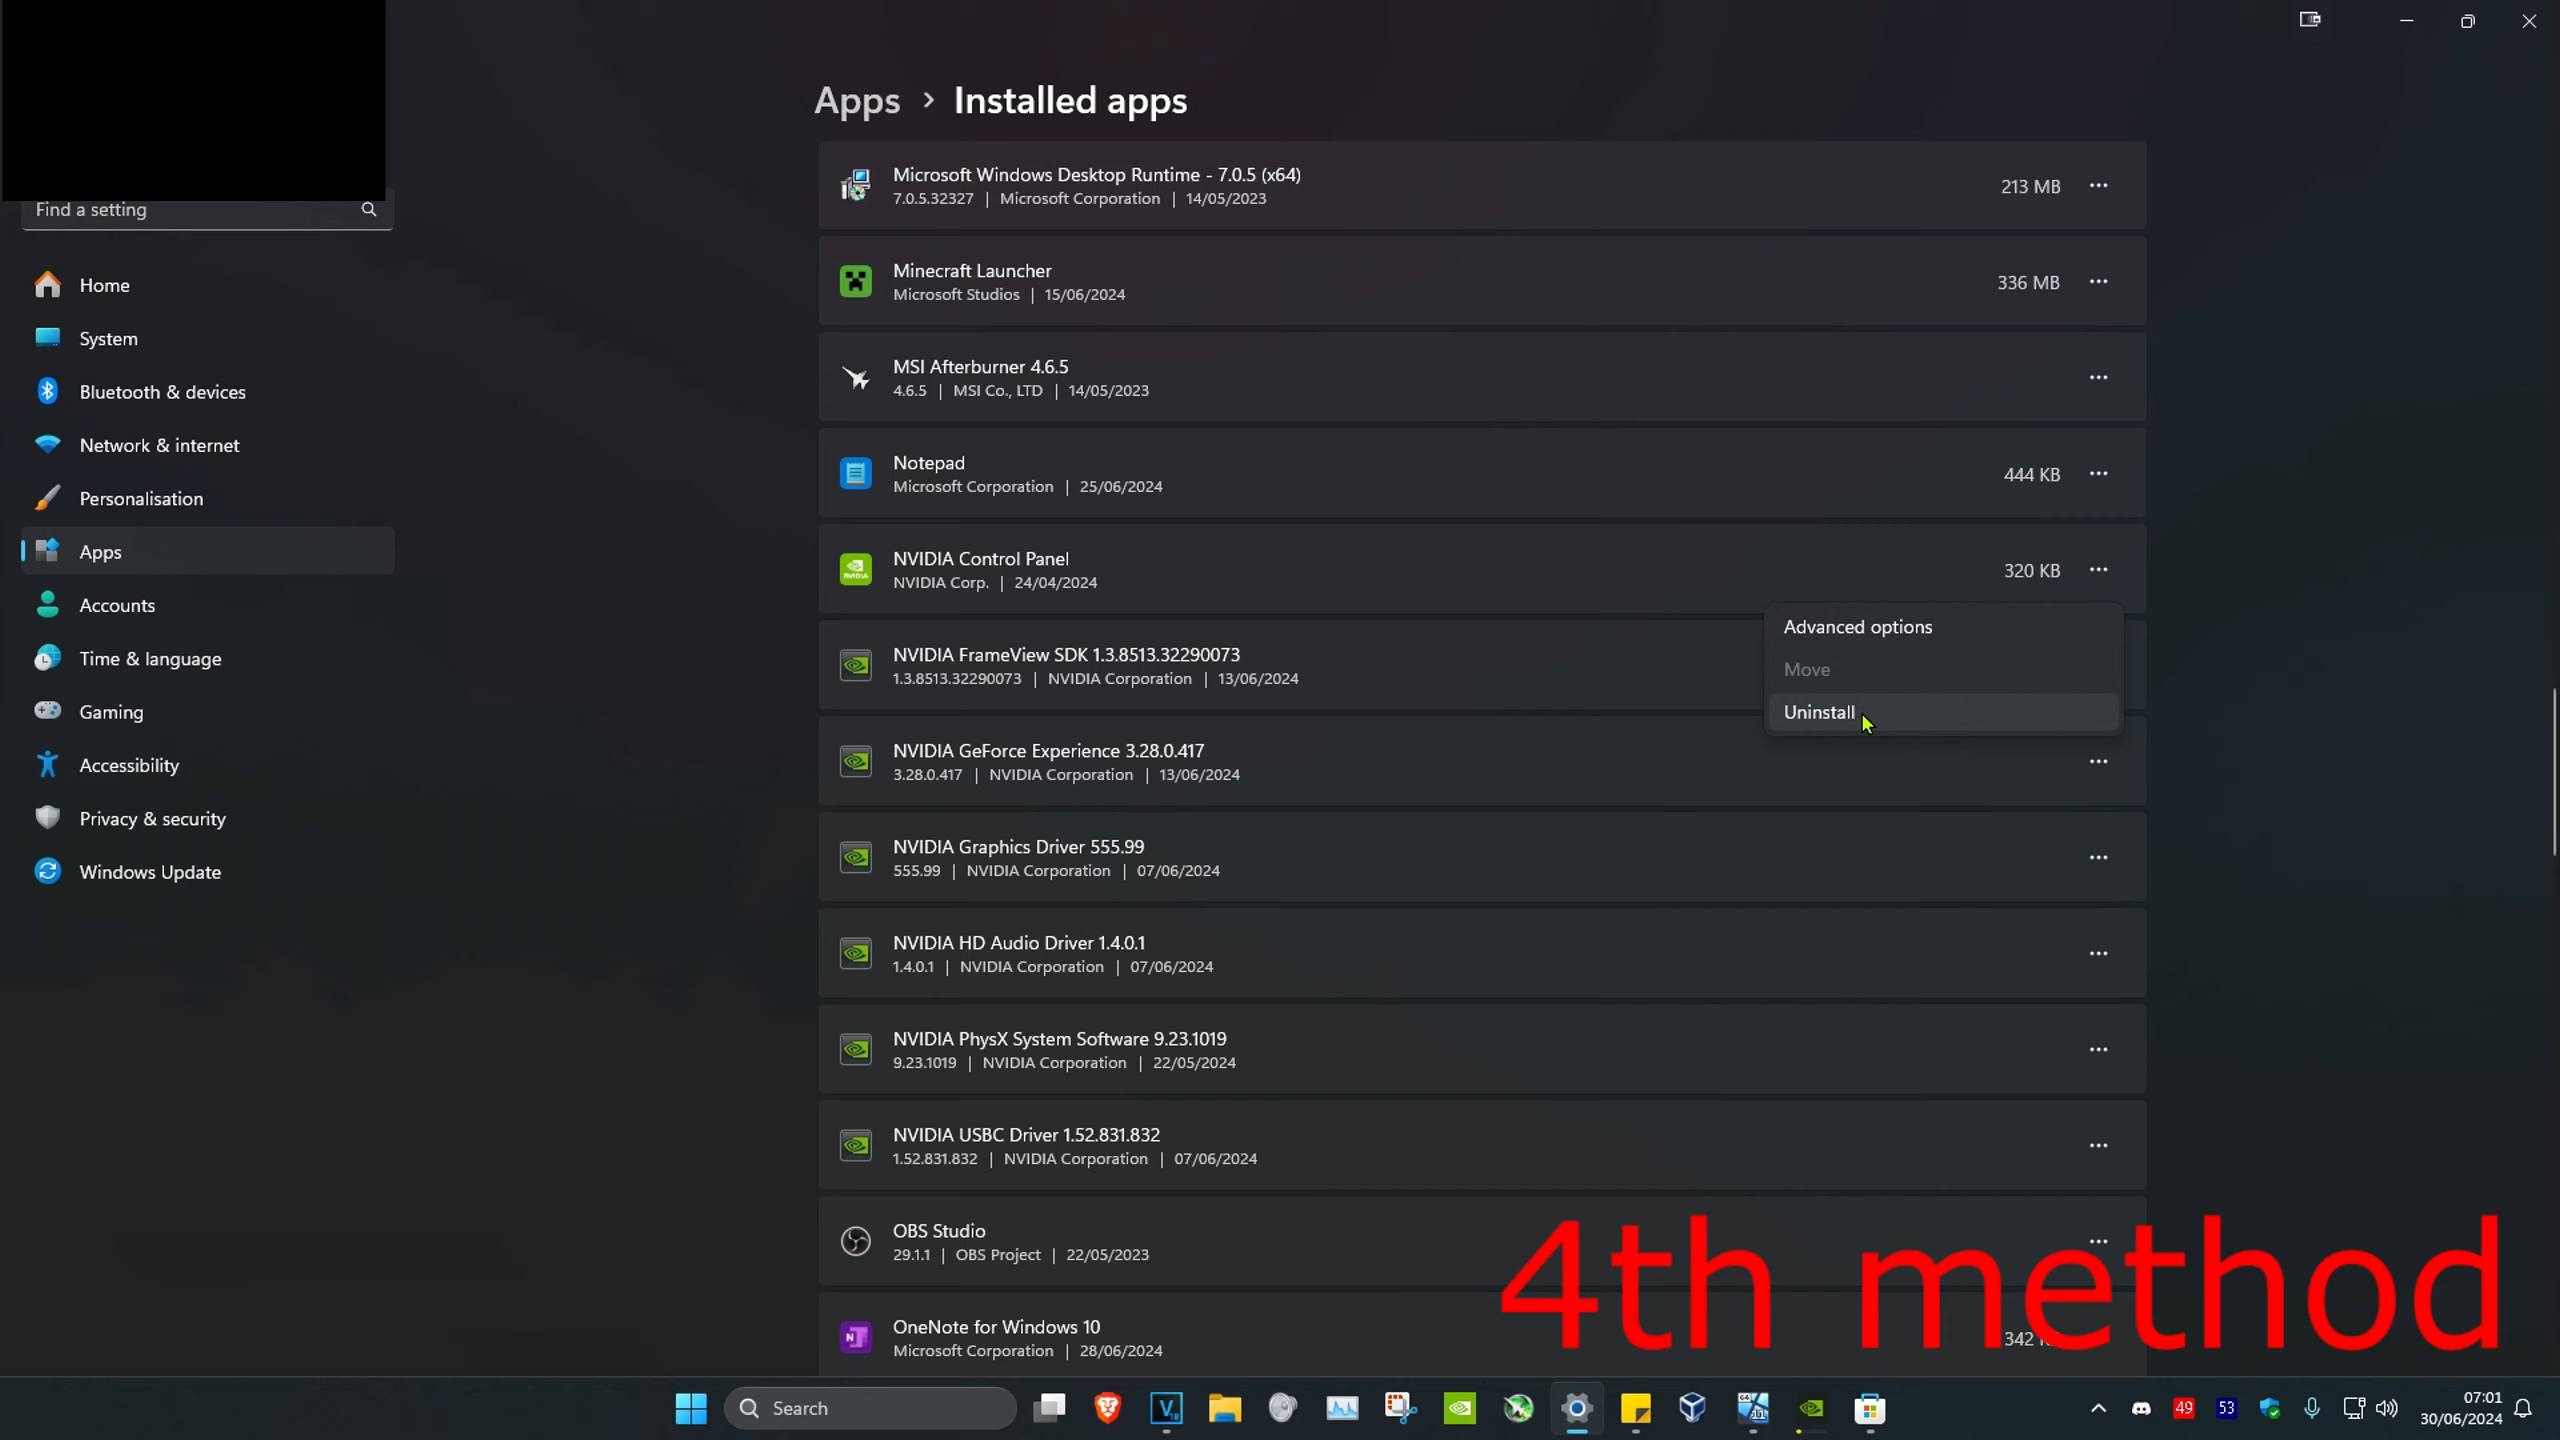 Apps > Installed apps
Find a setting
Home
System
Bluetooth & devices
Network & internet
Personalisation
Apps
Accounts
Time & language
Gaming
Accessibility
Privacy & security
Windows Update
Microsoft Windows Desktop Runtime - 7.0.5 (x64)
7.0.5.32327 | Microsoft Corporation | 14/05/2023
213 MB
Minecraft Launcher
Microsoft Studios | 15/06/2024
336 MB
MSI Afterburner 4.6.5
4.6.5 | MSI Co., LTD | 14/05/2023
Notepad
Microsoft Corporation | 25/06/2024
444 KB
NVIDIA Control Panel
NVIDIA Corp. | 24/04/2024
320 KB
Advanced options
Move
Uninstall
NVIDIA FrameView SDK 1.3.8513.32290073
1.3.8513.32290073 | NVIDIA Corporation | 13/06/2024
NVIDIA GeForce Experience 3.28.0.417
3.28.0.417 | NVIDIA Corporation | 13/06/2024
NVIDIA Graphics Driver 555.99
555.99 | NVIDIA Corporation | 07/06/2024
NVIDIA HD Audio Driver 1.4.0.1
1.4.0.1 | NVIDIA Corporation | 07/06/2024
NVIDIA PhysX System Software 9.23.1019
9.23.1019 | NVIDIA Corporation | 22/05/2024
NVIDIA USBC Driver 1.52.831.832
1.52.831.832 | NVIDIA Corporation | 07/06/2024
OBS Studio
29.1.1 | OBS Project | 22/05/2023
OneNote for Windows 10
Microsoft Corporation | 28/06/2024
342
4th method
Search
49
53
07:01
30/06/2024